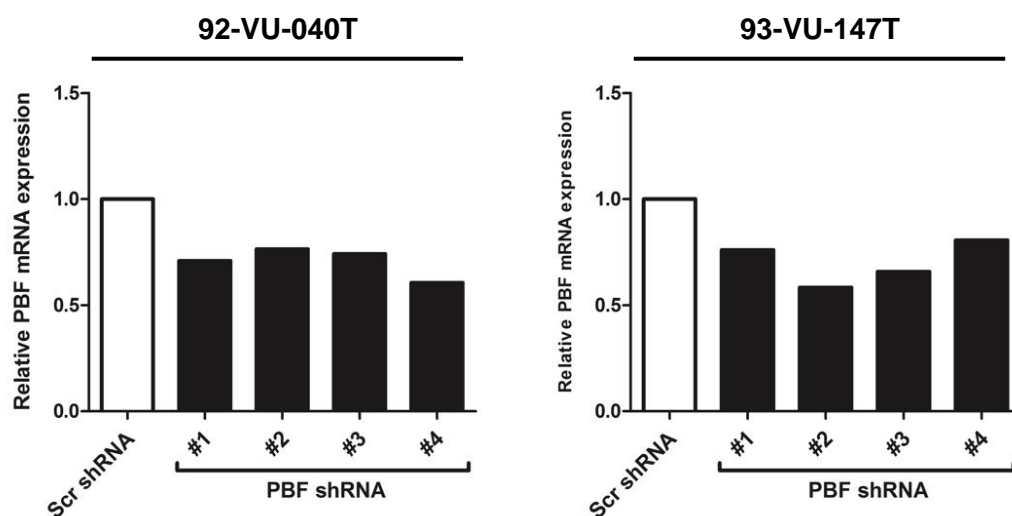 92-VU-040T
Relative PBF mRNA expression
1.5
1.0
0.5
0.0
Scr shRNA
#1
#2
#3
#4
PBF shRNA
93-VU-147T
Relative PBF mRNA expression
1.5
1.0
0.5
0.0
Scr shRNA
#1
#2
#3
#4
PBF shRNA